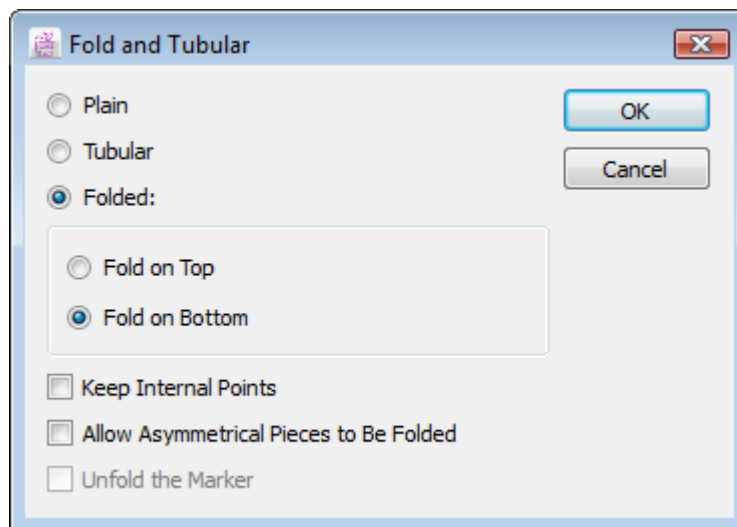 Fold and Tubular
Plain
OK
Tubular
Cancel
Folded:
Fold on Top
Fold on Bottom
Keep Internal Points
Allow Asymmetrical Pieces to Be Folded
Unfold the Marker